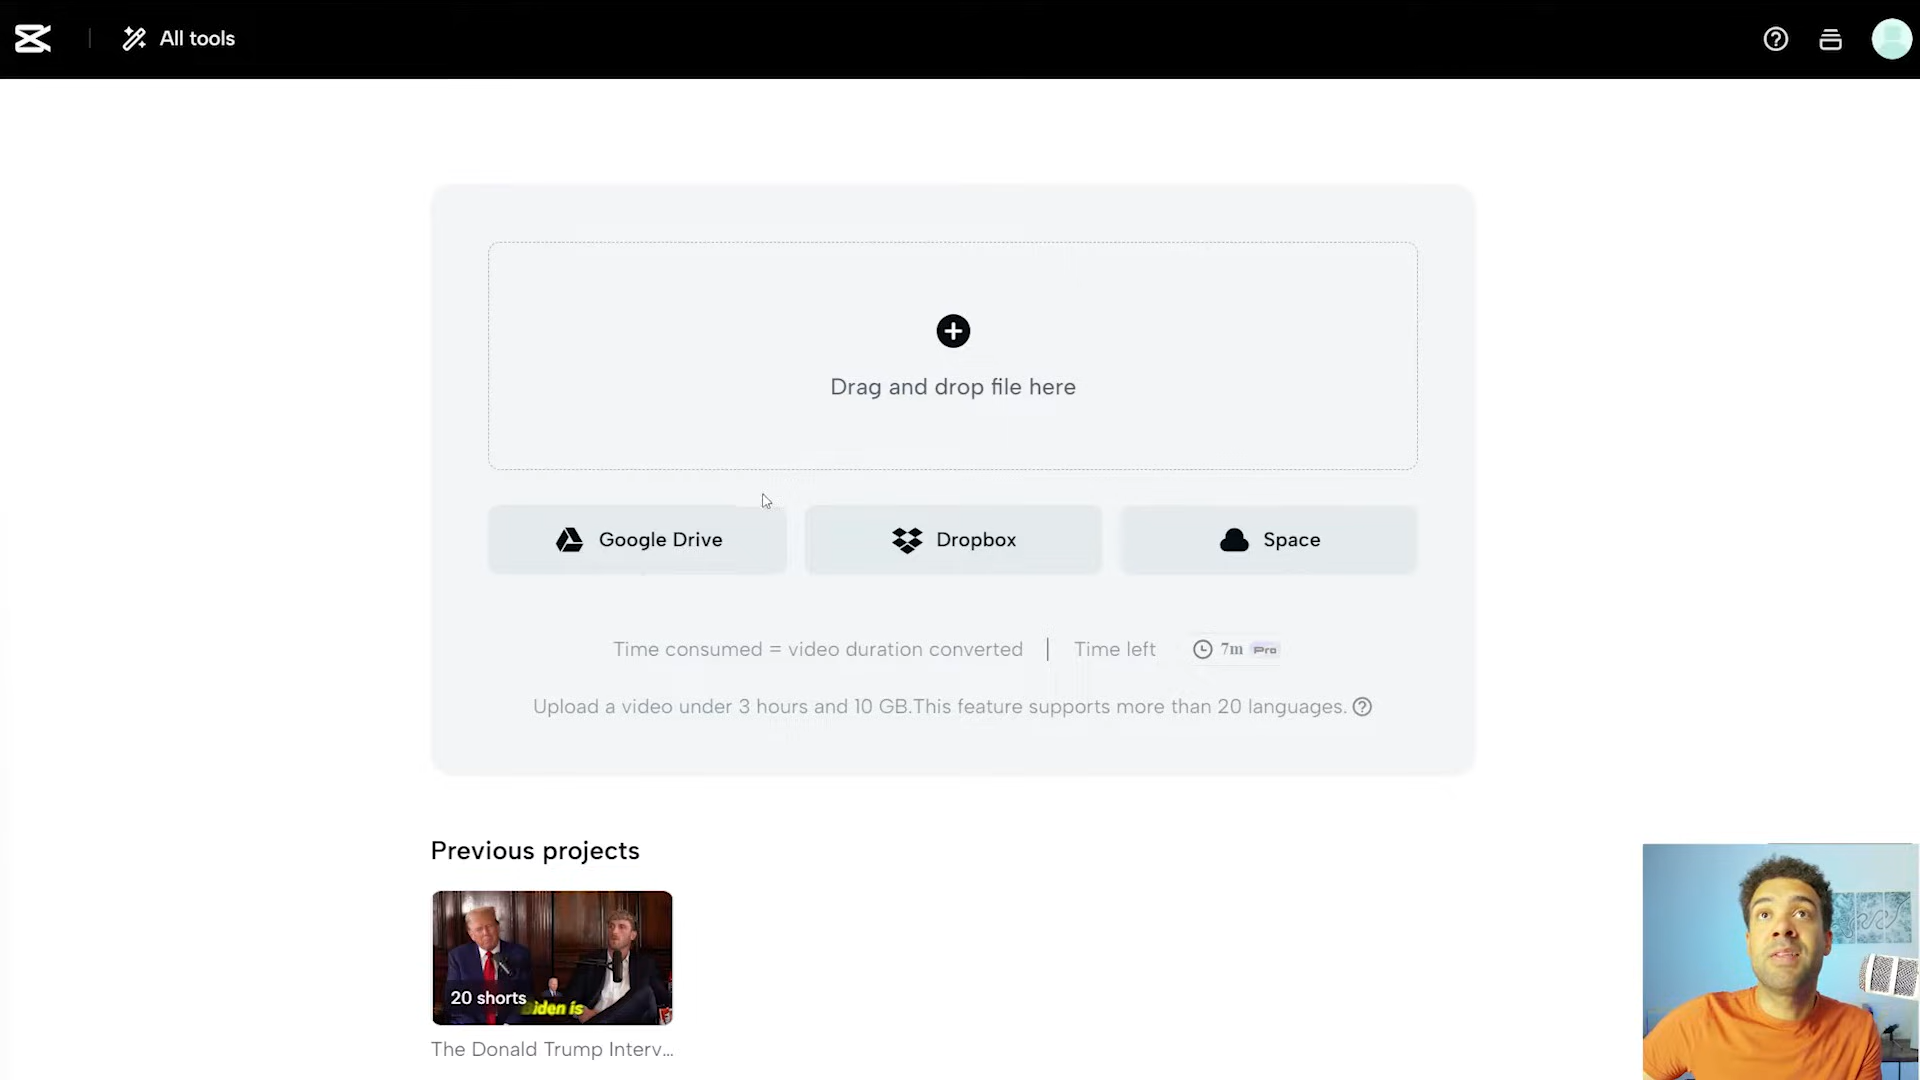 All tools
Drag and drop file here
Google Drive
Dropbox
Space
Time consumed = video duration converted | Time left 7m Pro
Upload a video under 3 hours and 10 GB.This feature supports more than 20 languages.
Previous projects
20 shorts
Biden is
The Donald Trump Interv...